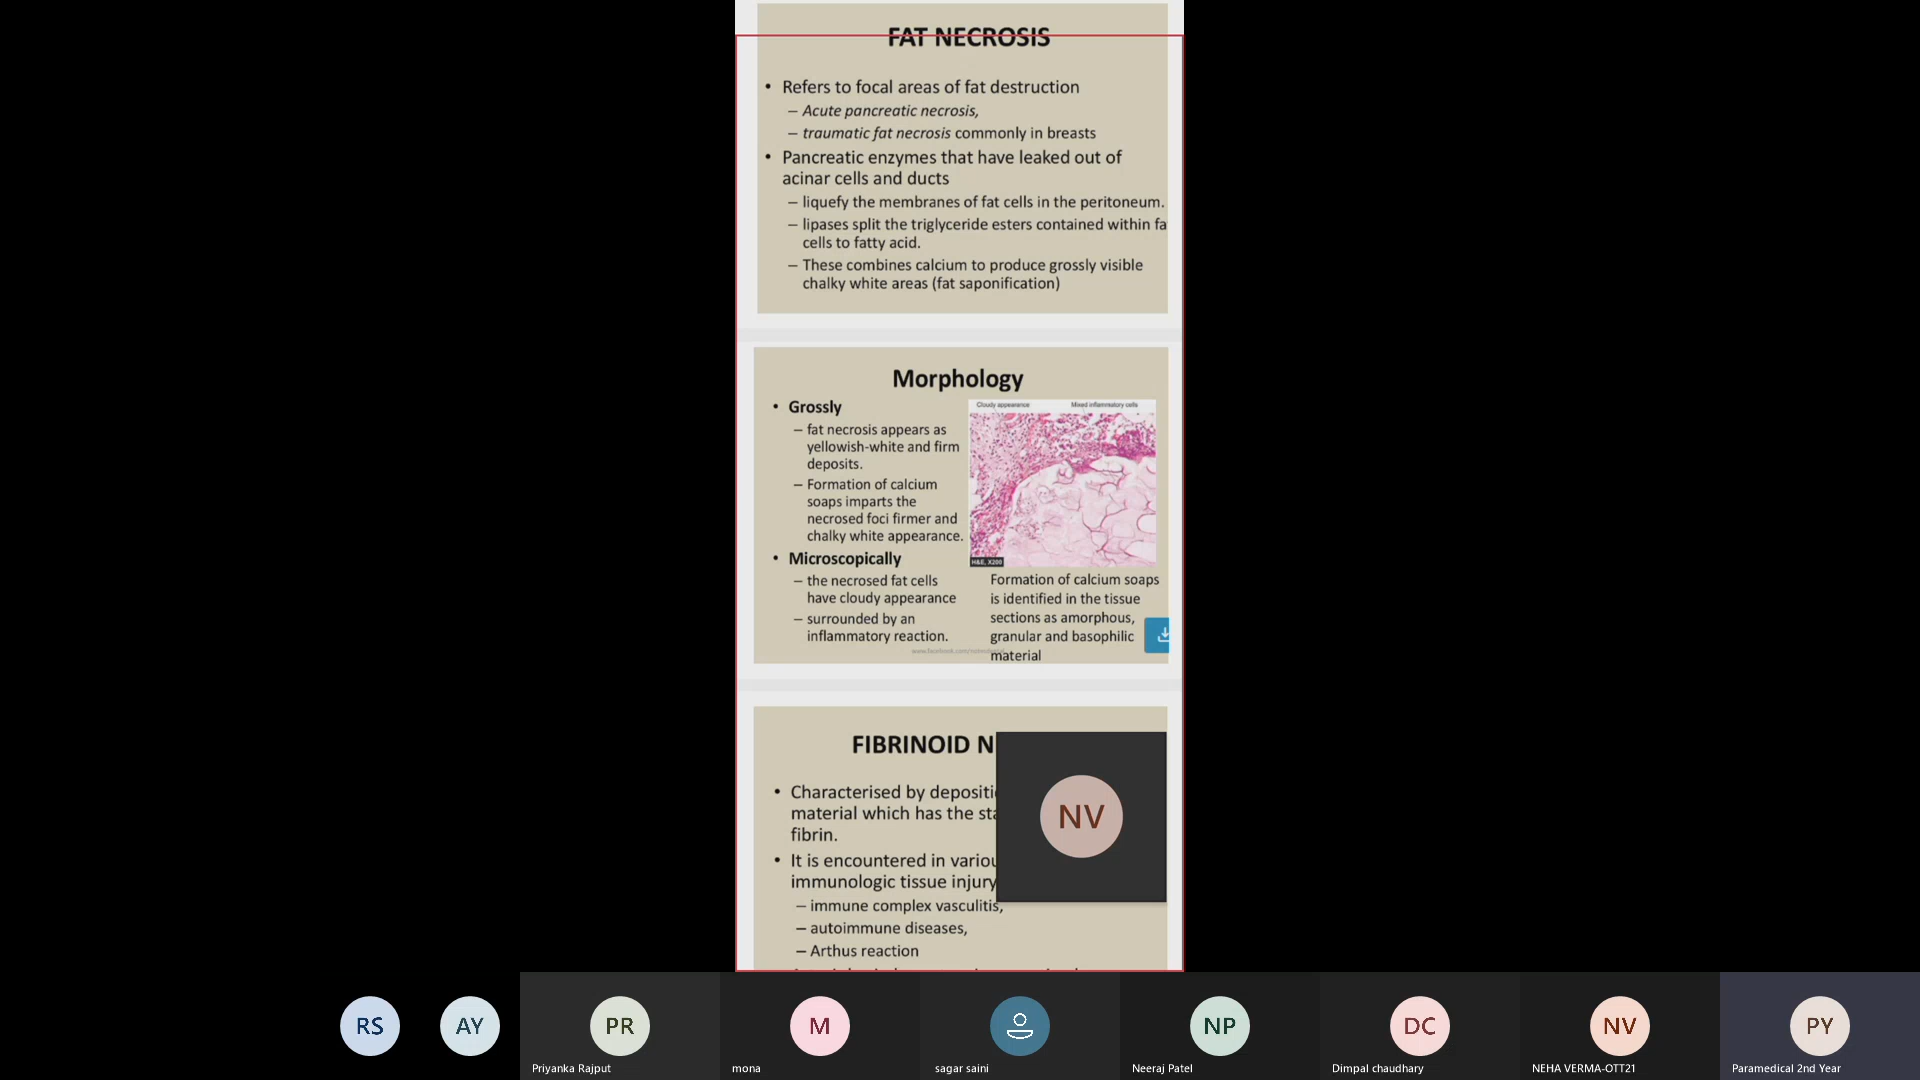 FAT NECROSIS
• Refers to focal areas of fat destruction
– Acute pancreatic necrosis,
– traumatic fat necrosis commonly in breasts
• Pancreatic enzymes that have leaked out of
acinar cells and ducts
– liquefy the membranes of fat cells in the peritoneum.
– lipases split the triglyceride esters contained within fa
cells to fatty acid.
– These combines calcium to produce grossly visible
chalky white areas (fat saponification)
Morphology
• Grossly
– fat necrosis appears as
yellowish-white and firm
deposits.
– Formation of calcium
soaps imparts the
necrosed foci firmer and
chalky white appearance.
• Microscopically
– the necrosed fat cells
have cloudy appearance
– surrounded by an
inflammatory reaction.
Cloudy appearance
Mixed inflammatory cells
H&E, X200
Formation of calcium soaps
is identified in the tissue
sections as amorphous,
granular and basophilic
material
FIBRINOID N
• Characterised by depositi
material which has the sta
fibrin.
• It is encountered in variou
immunologic tissue injury
– immune complex vasculitis,
– autoimmune diseases,
– Arthus reaction
NV
RS
AY
PR
Priyanka Rajput
M
mona
sagar saini
NP
Neeraj Patel
DC
Dimpal chaudhary
NV
NEHA VERMA-OTT21
PY
Paramedical 2nd Year